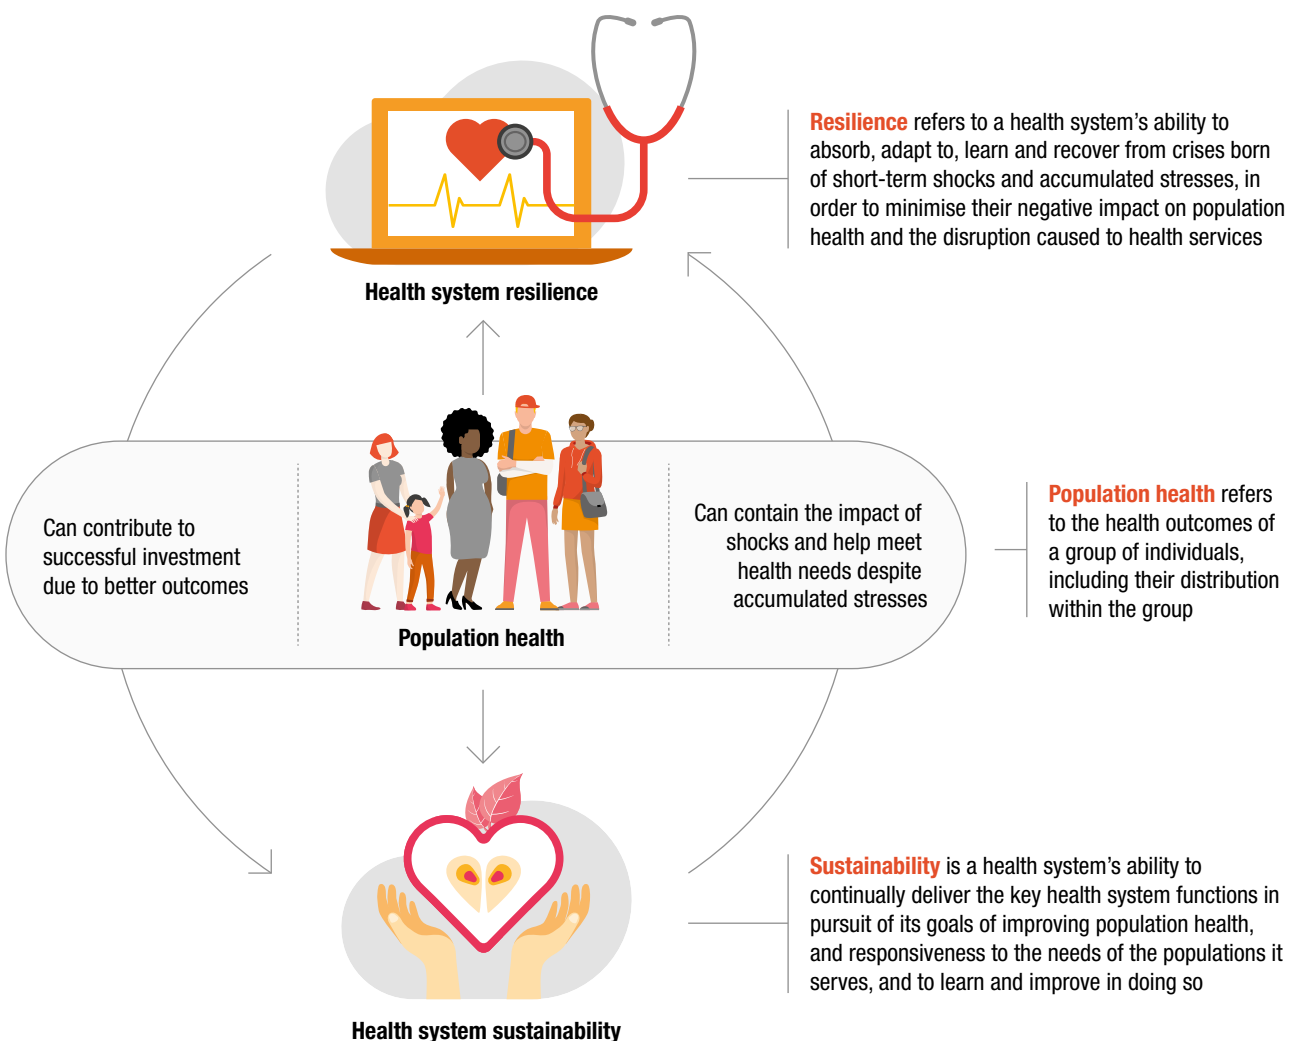 Resilience refers to a health system's ability to
absorb, adapt to, learn and recover from crises born
of short-term shocks and accumulated stresses, in
order to minimise their negative impact on population
health and the disruption caused to health services
Health system resilience
Can contribute to
successful investment
due to better outcomes
Population health
Can contain the impact of
shocks and help meet
health needs despite
accumulated stresses
Population health refers
to the health outcomes of
a group of individuals,
including their distribution
within the group
Sustainability is a health system's ability to
continually deliver the key health system functions in
pursuit of its goals of improving population health,
and responsiveness to the needs of the populations it
serves, and to learn and improve in doing so
Health system sustainability